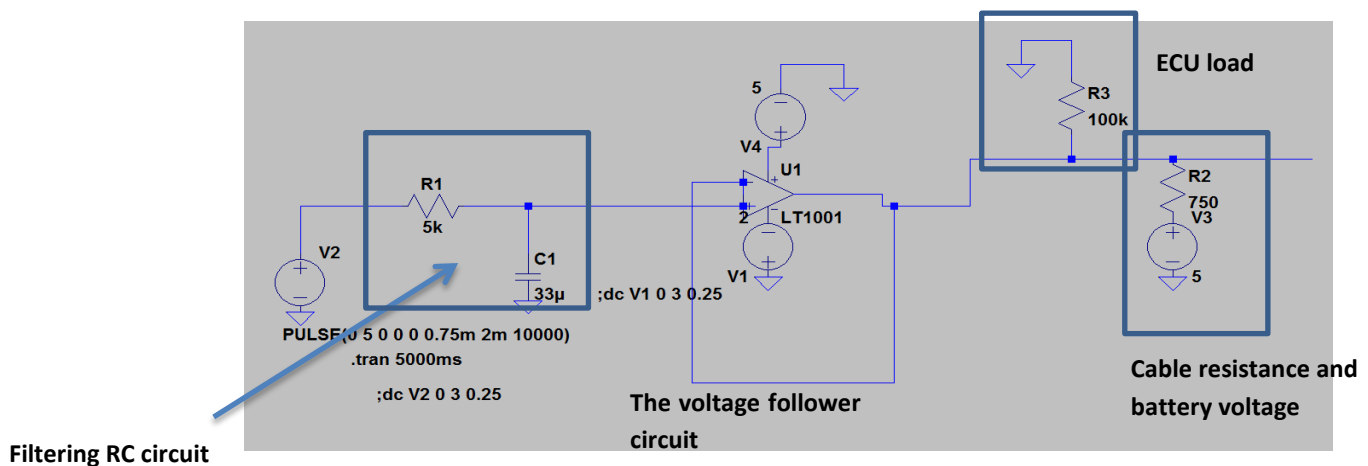 ECU load
5
V4
R3
100k
U1
R1
5k
2
LT1001
R2
750
V3
5
V2
C1
33µ
V1
;dc V1 0 3 0.25
PULSE(0 5 0 0 0 0.75m 2m 10000)
.tran 5000ms
;dc V2 0 3 0.25
The voltage follower
circuit
Cable resistance and
battery voltage
Filtering RC circuit